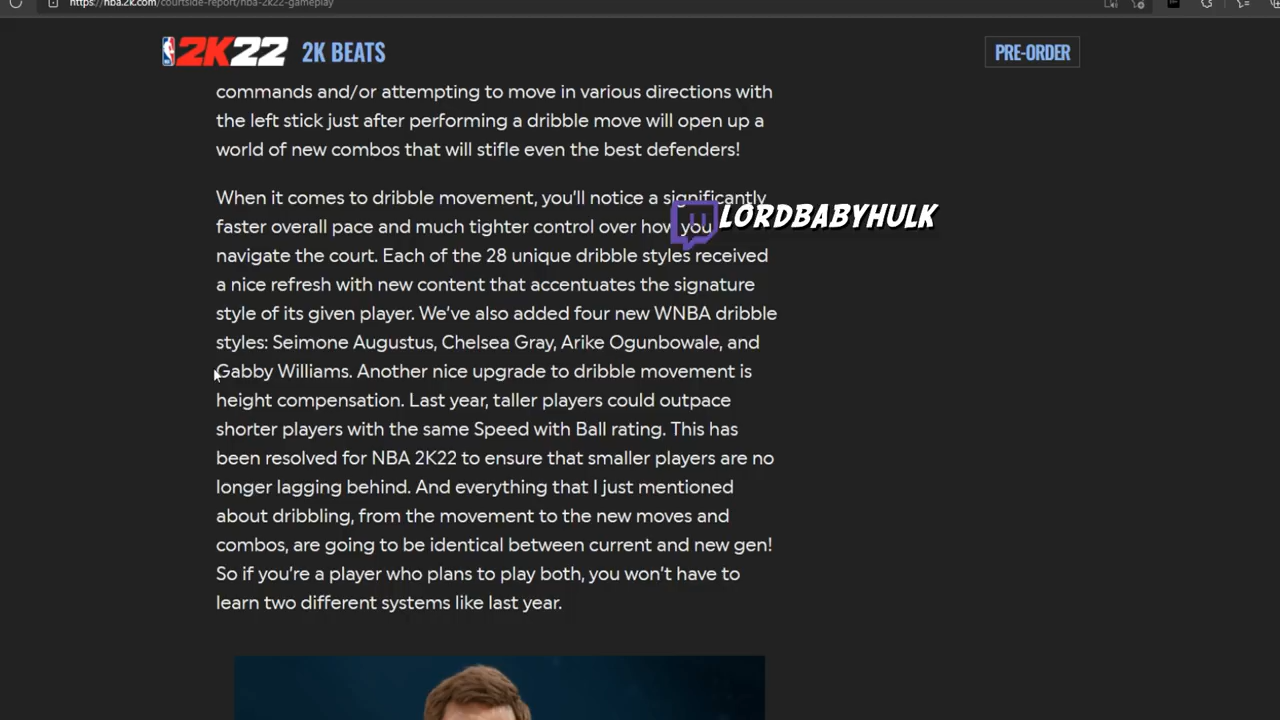 https://nba.2k.com/courtside-report/nba-2k22-gameplay
2K22 2K BEATS
PRE-ORDER
commands and/or attempting to move in various directions with
the left stick just after performing a dribble move will open up a
world of new combos that will stifle even the best defenders!
When it comes to dribble movement, you'll notice a significantly
LORDBABYHULK
faster overall pace and much tighter control over how you
navigate the court. Each of the 28 unique dribble styles received
a nice refresh with new content that accentuates the signature
style of its given player. We've also added four new WNBA dribble
styles: Seimone Augustus, Chelsea Gray, Arike Ogunbowale, and
Gabby Williams. Another nice upgrade to dribble movement is
height compensation. Last year, taller players could outpace
shorter players with the same Speed with Ball rating. This has
been resolved for NBA 2K22 to ensure that smaller players are no
longer lagging behind. And everything that I just mentioned
about dribbling, from the movement to the new moves and
combos, are going to be identical between current and new gen!
So if you're a player who plans to play both, you won't have to
learn two different systems like last year.